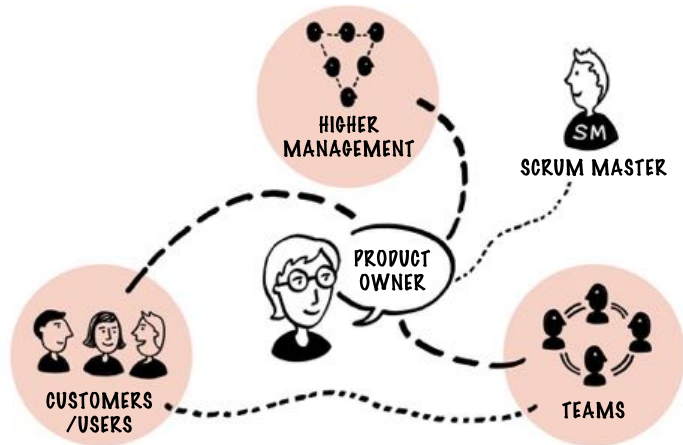 HIGHER
MANAGEMENT
SM
SCRUM MASTER
PRODUCT
OWNER
CUSTOMERS
/USERS
TEAMS